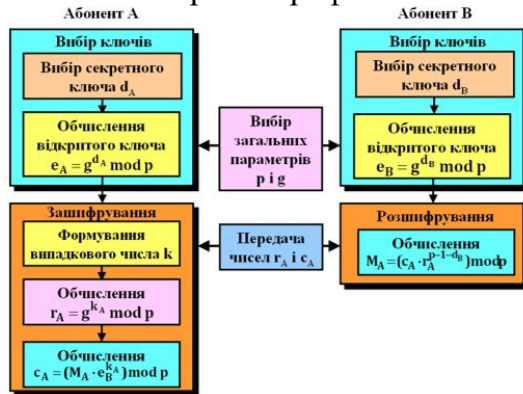 Абонент А
Вибір ключів
Вибір секретного
ключа d_A
Обчислення
відкритого ключа
e_A = g^{d_A} mod p
Зашифрування
Формування
випадкового числа k
Обчислення
r_A = g^{k_A} mod p
Обчислення
c_A = (M_A · e_B^{k_A}) mod p
Вибір
загальних
параметрів
p і g
Передача
чисел r_A і c_A
Абонент В
Вибір ключів
Вибір секретного
ключа d_B
Обчислення
відкритого ключа
e_B = g^{d_B} mod p
Розшифрування
Обчислення
M_A = (c_A · r_A^{p-1-d_B}) mod p